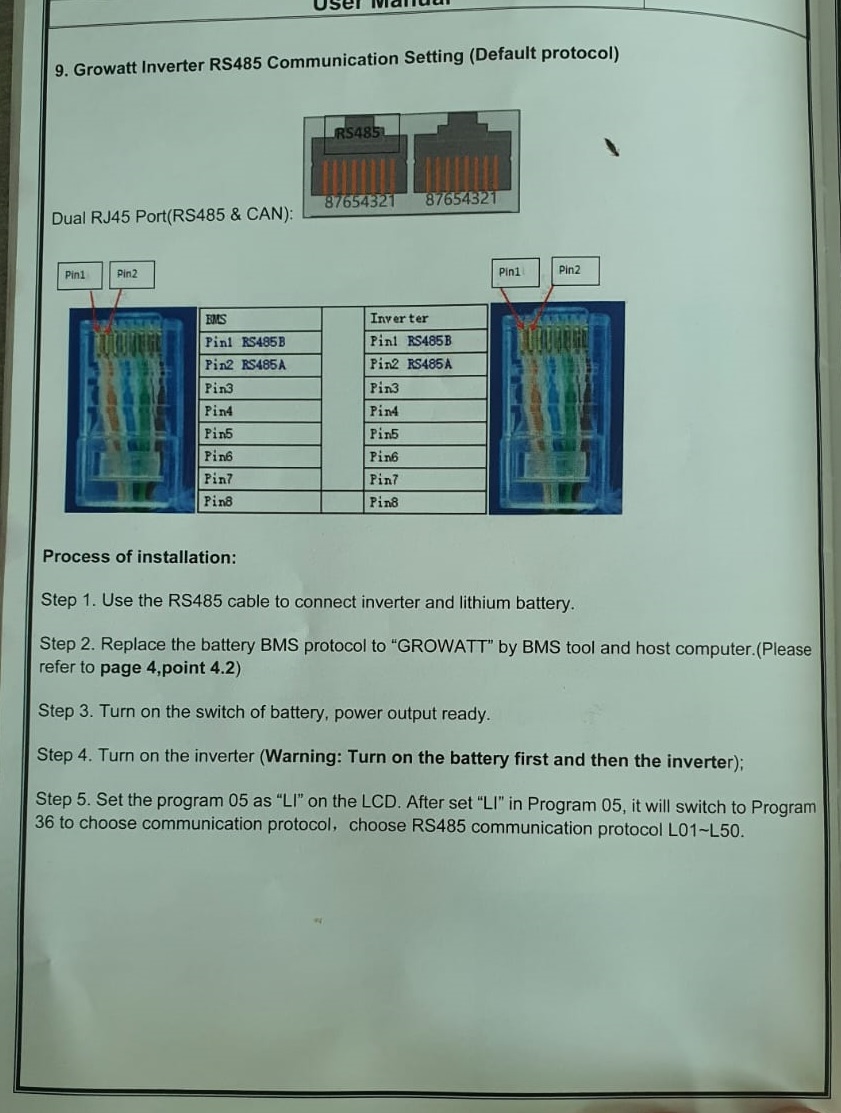 User Manual
9. Growatt Inverter RS485 Communication Setting (Default protocol)
RS485
87654321 87654321
Dual RJ45 Port(RS485 & CAN):
Pin1 Pin2 Pin1 Pin2
BMS Inverter
Pin1 RS485B Pin1 RS485B
Pin2 RS485A Pin2 RS485A
Pin3 Pin3
Pin4 Pin4
Pin5 Pin5
Pin6 Pin6
Pin7 Pin7
Pin8 Pin8
Process of installation:
Step 1. Use the RS485 cable to connect inverter and lithium battery.
Step 2. Replace the battery BMS protocol to “GROWATT” by BMS tool and host computer.(Please
refer to page 4,point 4.2)
Step 3. Turn on the switch of battery, power output ready.
Step 4. Turn on the inverter (Warning: Turn on the battery first and then the inverter);
Step 5. Set the program 05 as “LI” on the LCD. After set “LI” in Program 05, it will switch to Program
36 to choose communication protocol，choose RS485 communication protocol L01~L50.